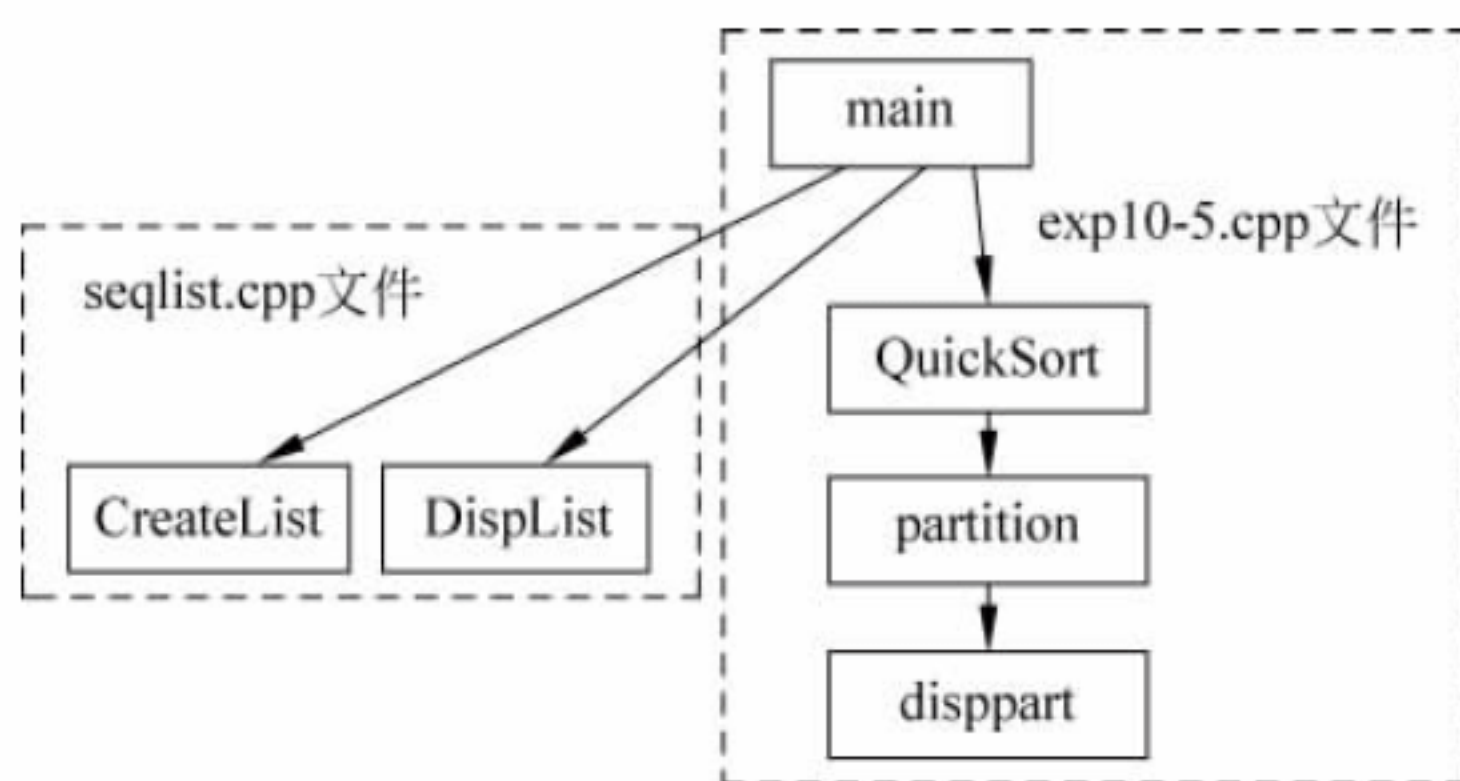 main
exp10-5.cpp文件
seqlist.cpp文件
QuickSort
CreateList
DispList
partition
disppart